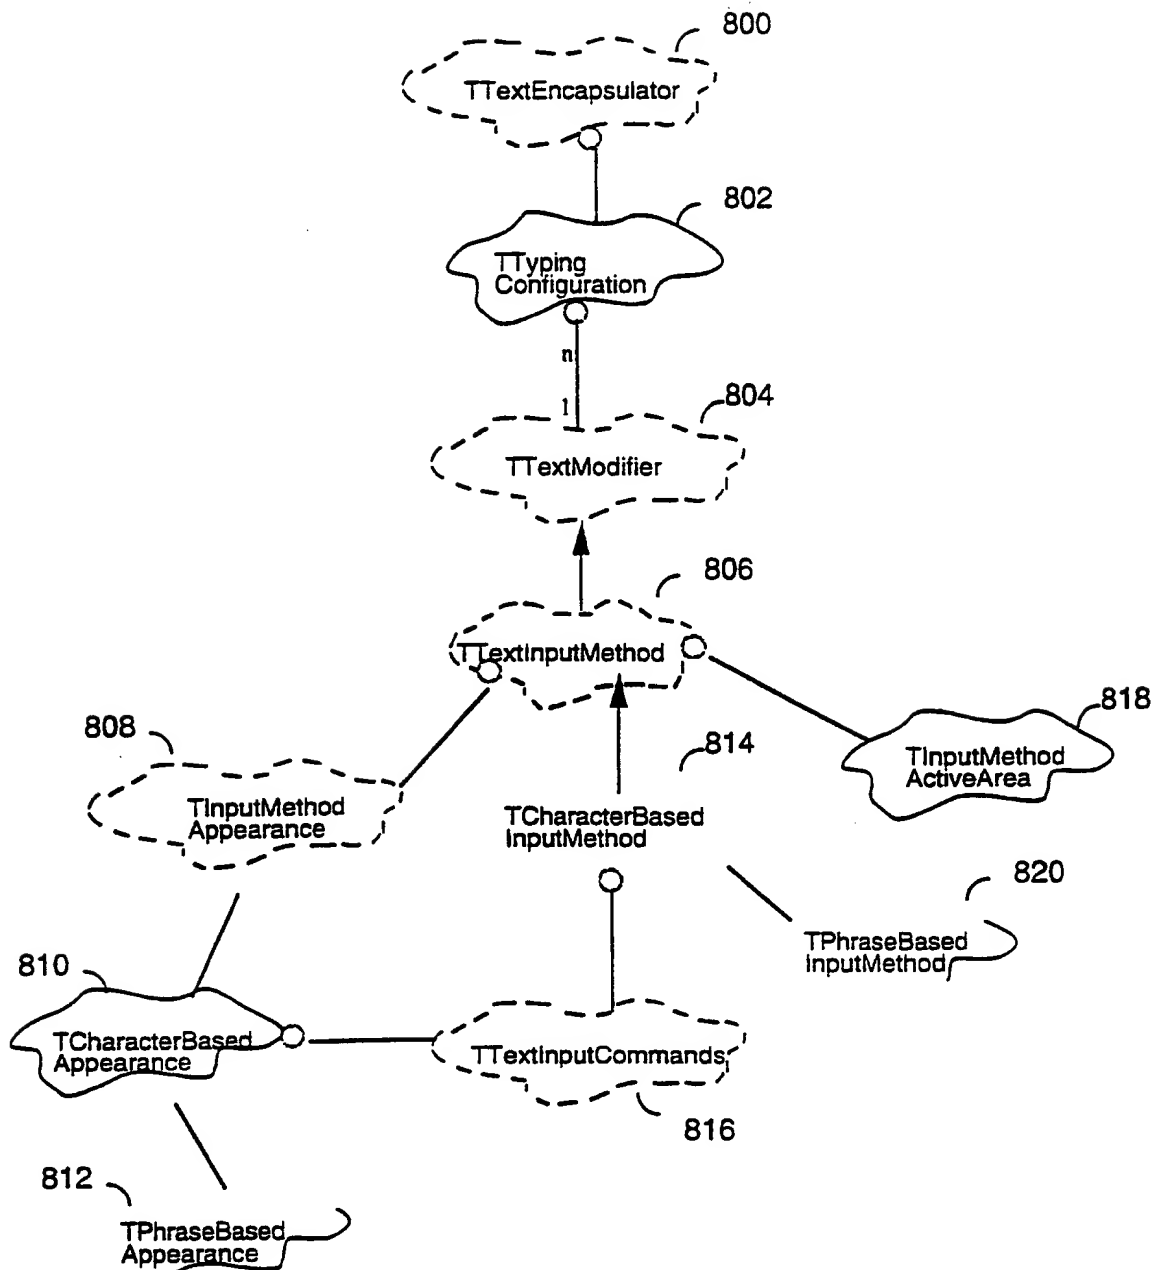 800
TTextEncapsulator
802
TTyping
Configuration
n
1
804
TTextModifier
806
TTextInputMethod
808
TInputMethod
Appearance
814
TCharacterBased
InputMethod
818
TInputMethod
ActiveArea
820
TPhraseBased
InputMethod
810
TCharacterBased
Appearance
TTextInputCommands
816
812
TPhraseBased
Appearance